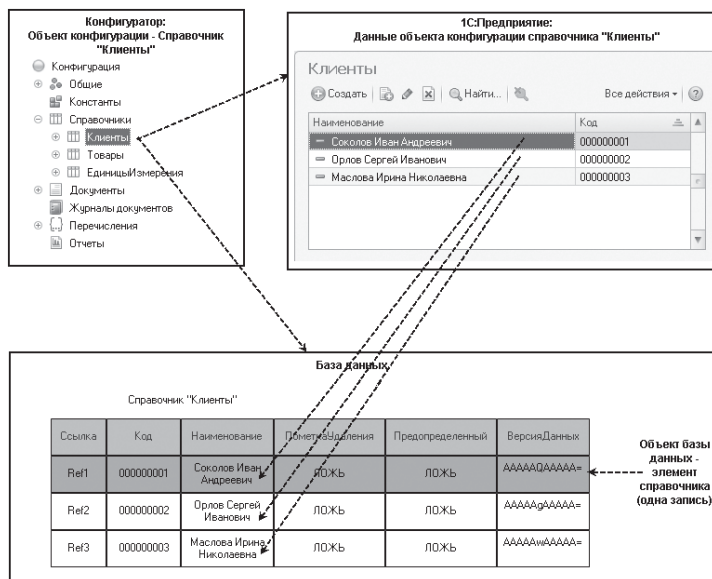 Конфигуратор:
Объект конфигурации - Справочник
"Клиенты"
Конфигурация
Общие
Константы
Справочники
Клиенты
Товары
ЕдиницыИзмерения
Документы
Журналы документов
Перечисления
Отчеты
1С:Предприятие:
Данные объекта конфигурации справочника "Клиенты"
Клиенты
Создать Найти... Все действия
Наименование Код
Соколов Иван Андреевич 000000001
Орлов Сергей Иванович 000000002
Маслова Ирина Николаевна 000000003
База данных
Справочник "Клиенты"
Ссылка Код Наименование ПометкаУдаления Предопределенный ВерсияДанных
Ref1 000000001 Соколов Иван Андреевич ЛОЖЬ ЛОЖЬ AAAAAQAAAAA=
Ref2 000000002 Орлов Сергей Иванович ЛОЖЬ ЛОЖЬ AAAAAgAAAAA=
Ref3 000000003 Маслова Ирина Николаевна ЛОЖЬ ЛОЖЬ AAAAAwAAAAA=
Объект базы
данных -
элемент
справочника
(одна запись)